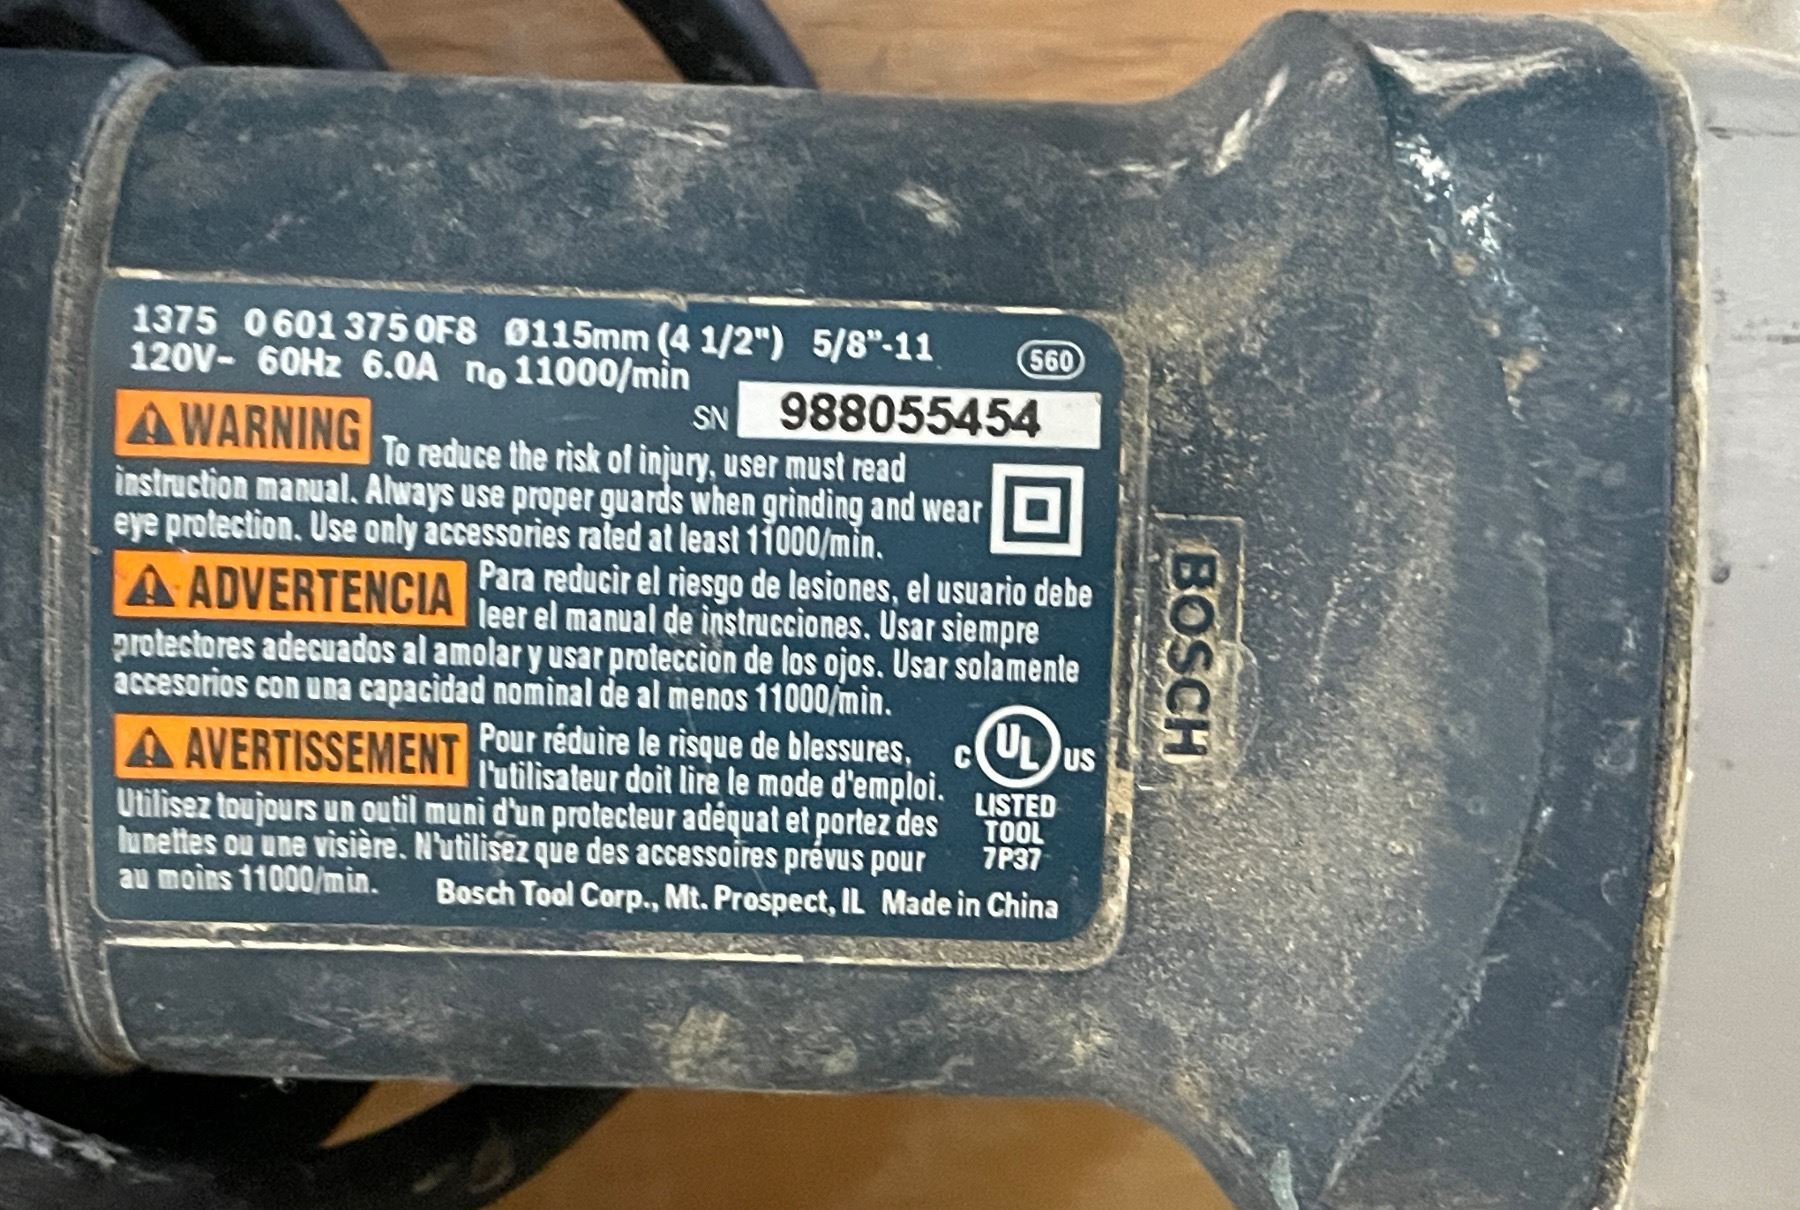 1375 0 601 375 0F8 Ø115mm (4 1/2") 5/8”-11
120V~ 60Hz 6.0A no 11000/min 560
SN 988055454
⚠WARNING To reduce the risk of injury, user must read
instruction manual. Always use proper guards when grinding and wear
eye protection. Use only accessories rated at least 11000/min.
⚠ ADVERTENCIA Para reducir el riesgo de lesiones, el usuario debe
leer el manual de instrucciones. Usar siempre
protectores adecuados al amolar y usar protección de los ojos. Usar solamente
accesorios con una capacidad nominal de al menos 11000/min.
⚠ AVERTISSEMENT Pour réduire le risque de blessures,
l'utilisateur doit lire le mode d'emploi.
Utilisez toujours un outil muni d'un protecteur adéquat et portez des
lunettes ou une visière. N'utilisez que des accessoires prévus pour
au moins 11000/min. Bosch Tool Corp., Mt. Prospect, IL Made in China
C UL US
LISTED
TOOL
7P37
BOSCH